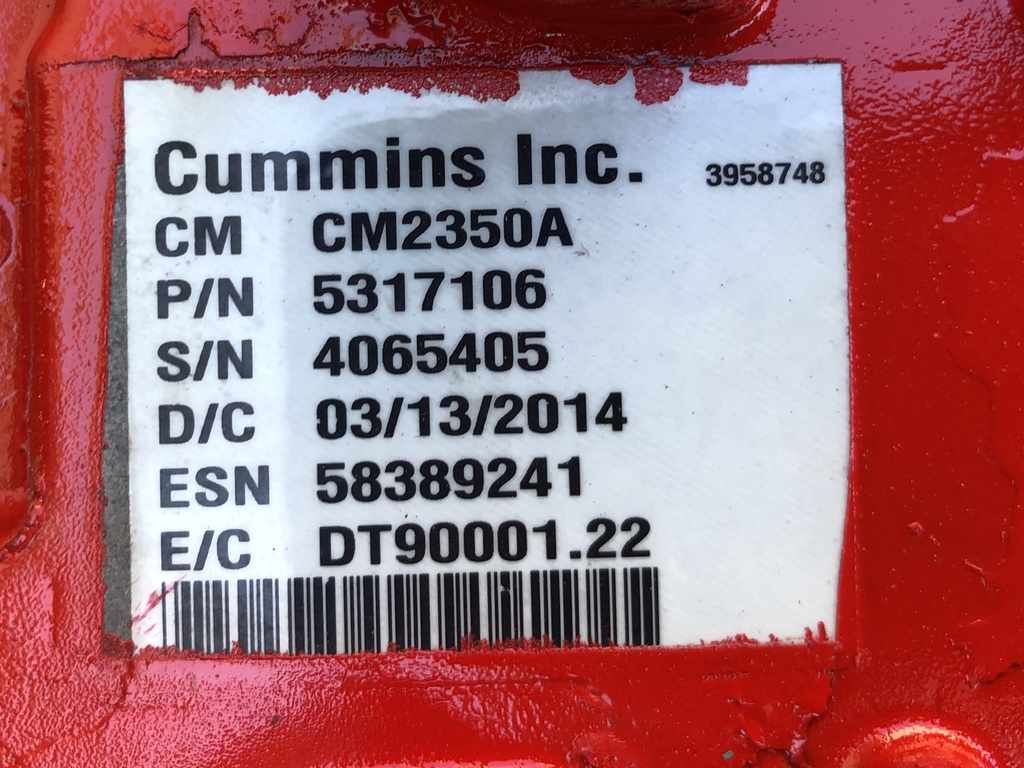 Cummins Inc. 3958748
CM CM2350A
P/N 5317106
S/N 4065405
D/C 03/13/2014
ESN 58389241
E/C DT90001.22